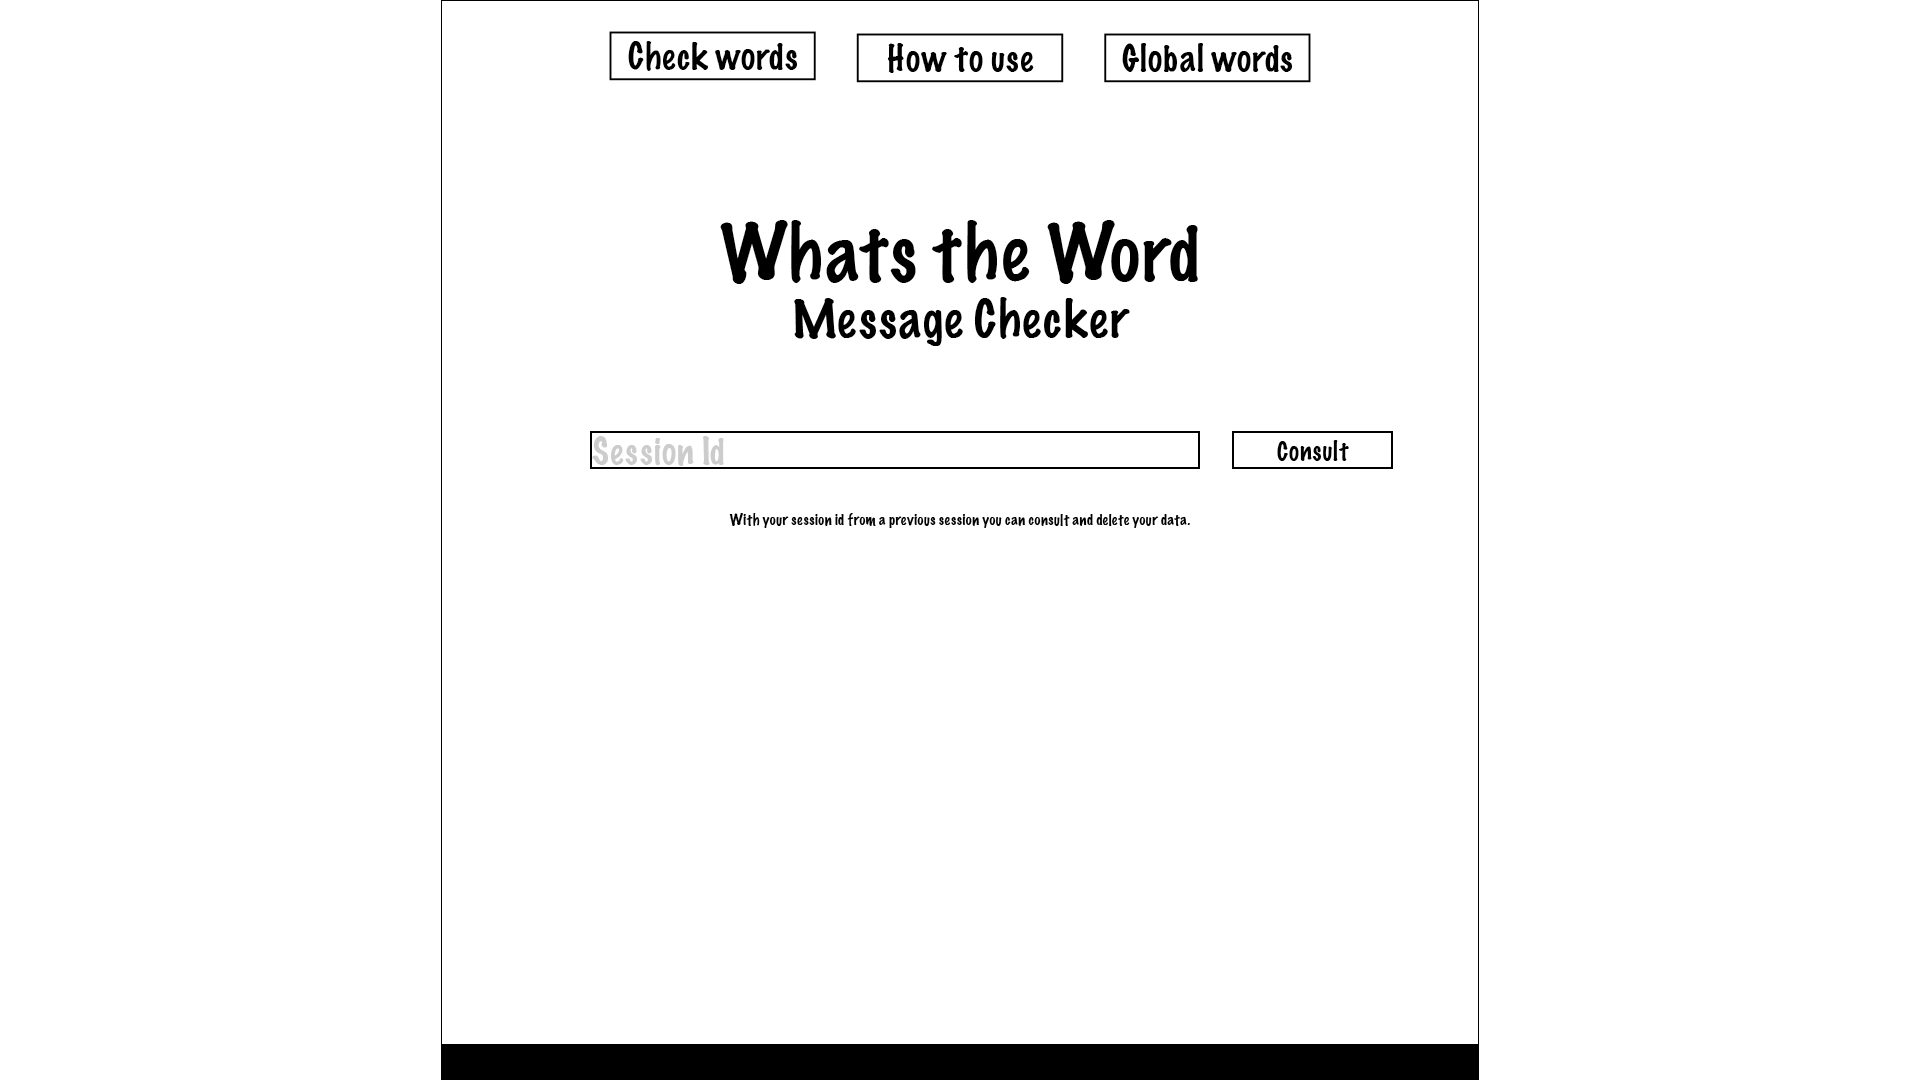 Check words
How to use
Global words
Whats the Word
Message Checker
Session Id
Consult
With your session id from a previous session you can consult and delete your data.